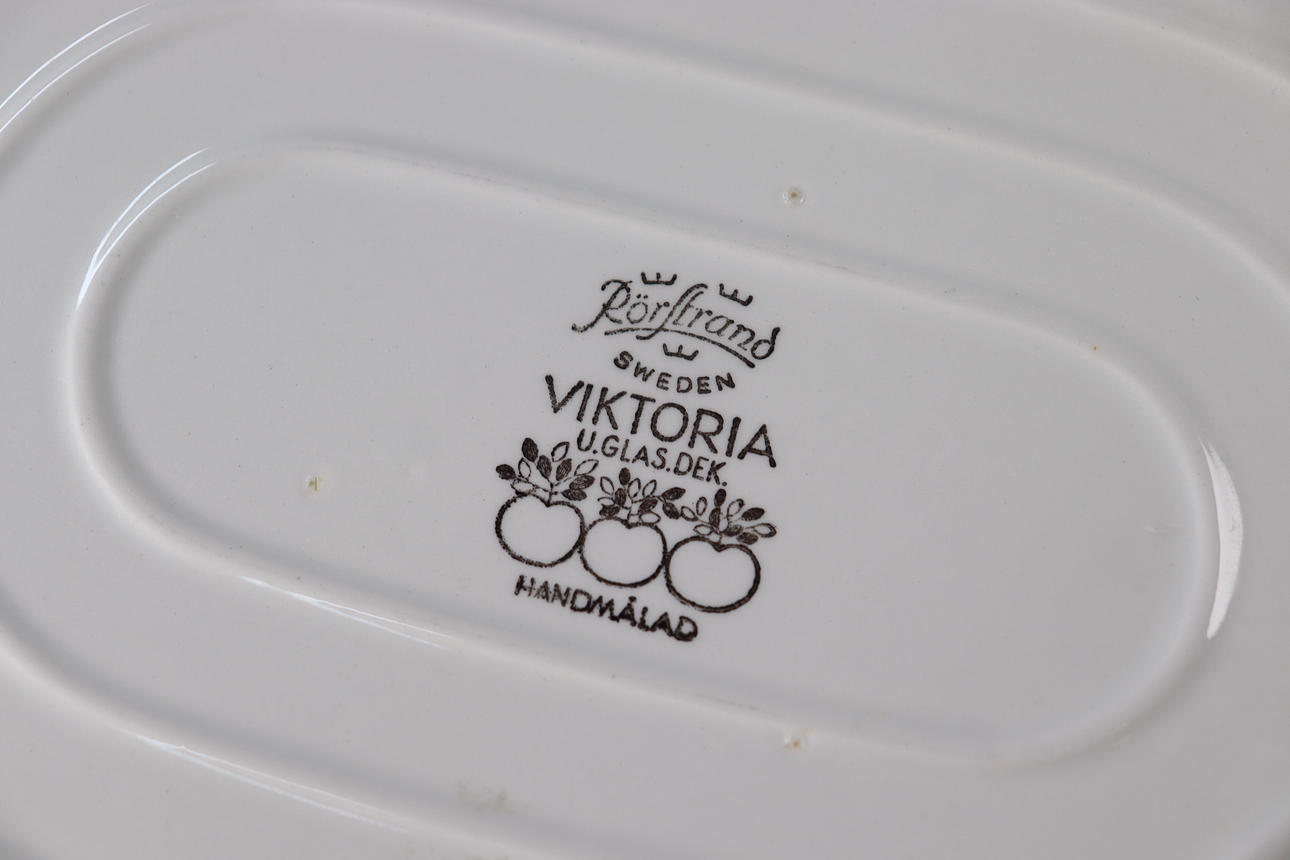 Rörstrand
SWEDEN
VIKTORIA
U.GLAS.DEK.
HANDMÅLAD